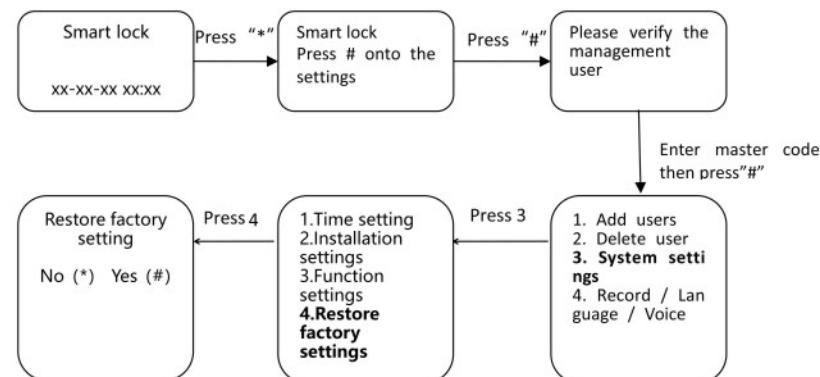 Smart lock
xx-xx-xx xx:xx
Press "*"
Smart lock
Press # onto the
settings
Press "#"
Please verify the
management
user
Enter master code
then press"#"
1. Add users
2. Delete user
3. System setti
ngs
4. Record / Lan
guage / Voice
Press 3
1.Time setting
2.Installation
settings
3.Function
settings
4.Restore
factory
settings
Press 4
Restore factory
setting
No (*) Yes (#)